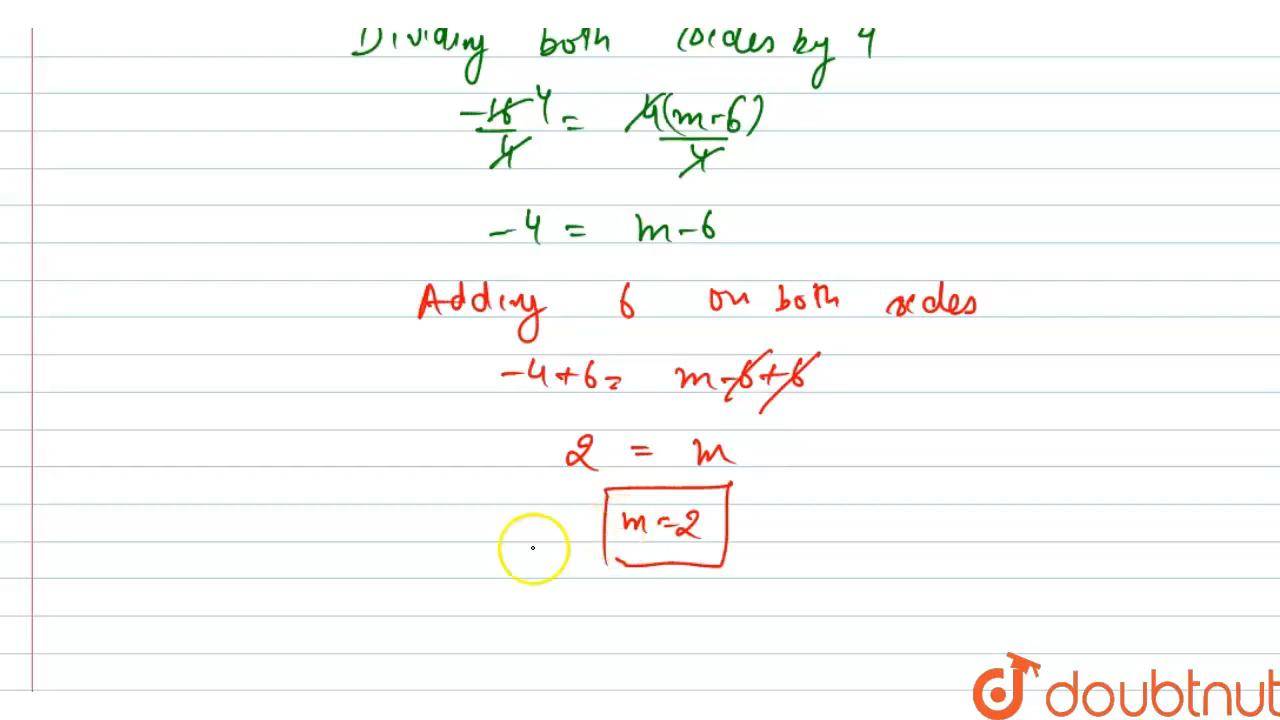 Dividing both sides by 4
-16/4 4 = 4(m-6)/4
-4 = m-6
Adding 6 on both sides
-4+6= m-6+6
2 = m
m=2
doubtnut